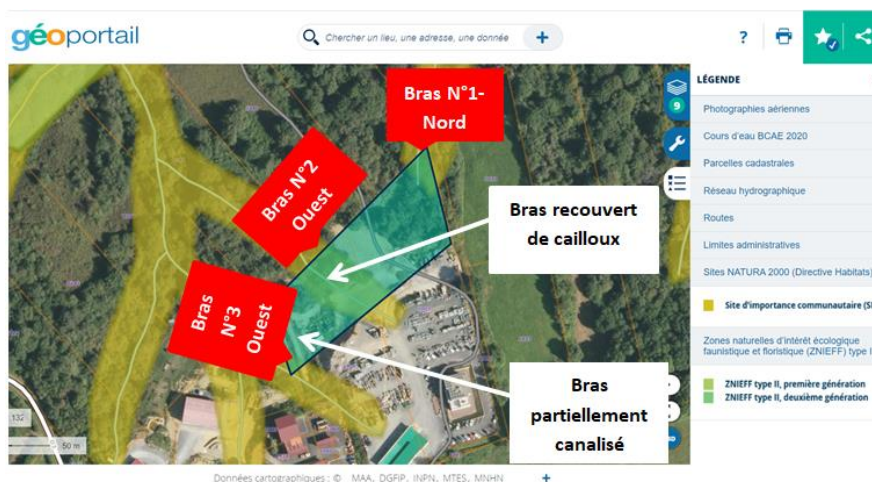 géoportail
Chercher un lieu, une adresse, une donnée
+
?
LÉGENDE
9
Photographies aériennes
Cours d'eau BCAE 2020
Parcelles cadastrales
Réseau hydrographique
Routes
Limites administratives
Sites NATURA 2000 (Directive Habitats)
Site d'importance communautaire (S
Zones naturelles d'intérêt écologique
faunistique et floristique (ZNIEFF) type I
ZNIEFF type II, première génération
ZNIEFF type II, deuxième génération
Bras N°1-
Nord
Bras N°2
Ouest
Bras recouvert
de cailloux
Bras
N°3
Ouest
Bras
partiellement
canalisé
132
50 m
Données cartographiques : © MAA, DGFiP, INPN, MTES, MNHN
+